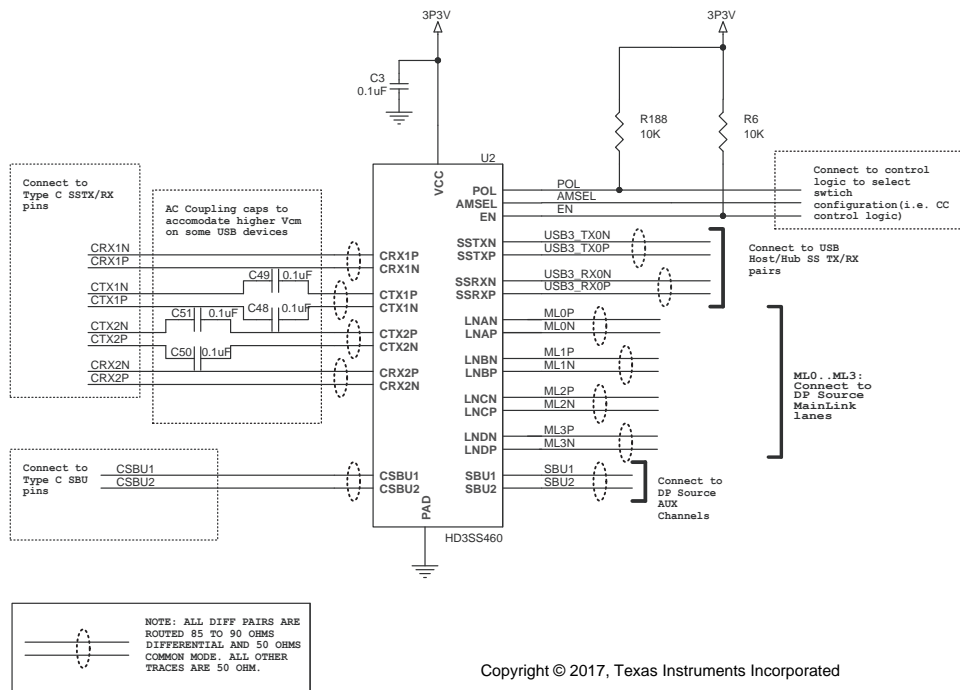 3P3V
3P3V
C3
0.1uF
R188
10K
R6
10K
U2
VCC
Connect to
Type C SSTX/RX
pins
AC Coupling caps to
accomodate higher Vcm
on some USB devices
Connect to control
logic to select
swtich
configuration(i.e. CC
control logic)
POL
POL
AMSEL
AMSEL
EN
EN
CRX1N
CRX1P
CRX1P
CRX1N
SSTXN
USB3_TX0N
SSTXP
USB3_TX0P
Connect to USB
Host/Hub SS TX/RX
pairs
CTX1N
C49
0.1uF
CTX1P
CTX1P
C48
0.1uF
CTX1N
SSRXN
USB3_RX0N
SSRXP
USB3_RX0P
CTX2N
C51
0.1uF
CTX2P
CTX2P
C50
0.1uF
CTX2N
LNAN
ML0P
LNAP
ML0N
CRX2N
CRX2P
CRX2P
CRX2N
LNBN
ML1P
LNBP
ML1N
LNCN
ML2P
LNCP
ML2N
LNDN
ML3P
LNDP
ML3N
ML0..ML3:
Connect to
DP Source
MainLink
lanes
Connect to
Type C SBU
pins
CSBU1
CSBU2
CSBU1
CSBU2
SBU1
SBU1
SBU2
SBU2
Connect to
DP Source
AUX
Channels
PAD
HD3SS460
NOTE: ALL DIFF PAIRS ARE
ROUTED 85 TO 90 OHMS
DIFFERENTIAL AND 50 OHMS
COMMON MODE. ALL OTHER
TRACES ARE 50 OHM.
Copyright © 2017, Texas Instruments Incorporated